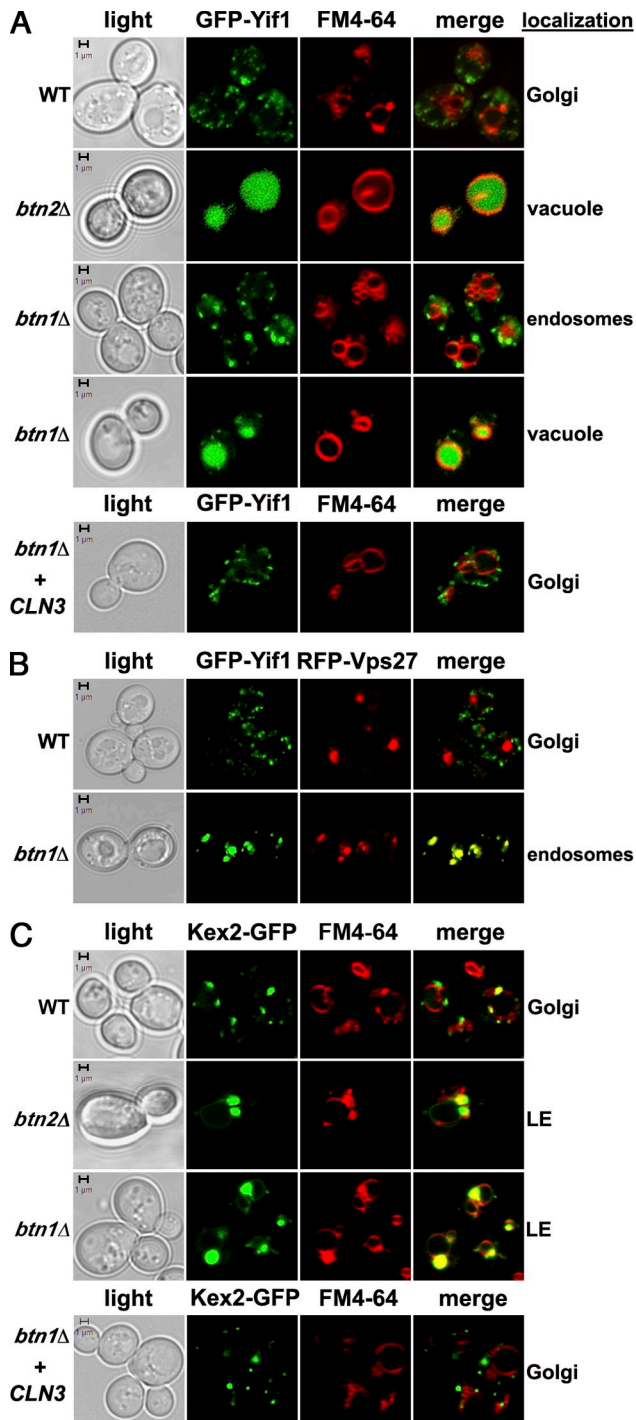 A light GFP-Yif1 FM4-64 merge localization
1 µm
WT Golgi
1 µm
btn2Δ vacuole
1 µm
btn1Δ endosomes
1 µm
btn1Δ vacuole
light GFP-Yif1 FM4-64 merge
1 µm
btn1Δ
+ Golgi
CLN3
B light GFP-Yif1 RFP-Vps27 merge
1 µm
WT Golgi
1 µm
btn1Δ endosomes
C light Kex2-GFP FM4-64 merge
1 µm
WT Golgi
1 µm
btn2Δ LE
1 µm
btn1Δ LE
light Kex2-GFP FM4-64 merge
1 µm
btn1Δ
+ Golgi
CLN3